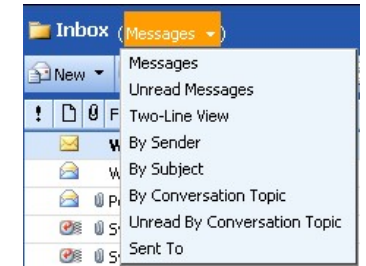 Inbox (Messages)
Messages
New
Unread Messages
! F
Two-Line View
By Sender
By Subject
By Conversation Topic
Unread By Conversation Topic
Sent To